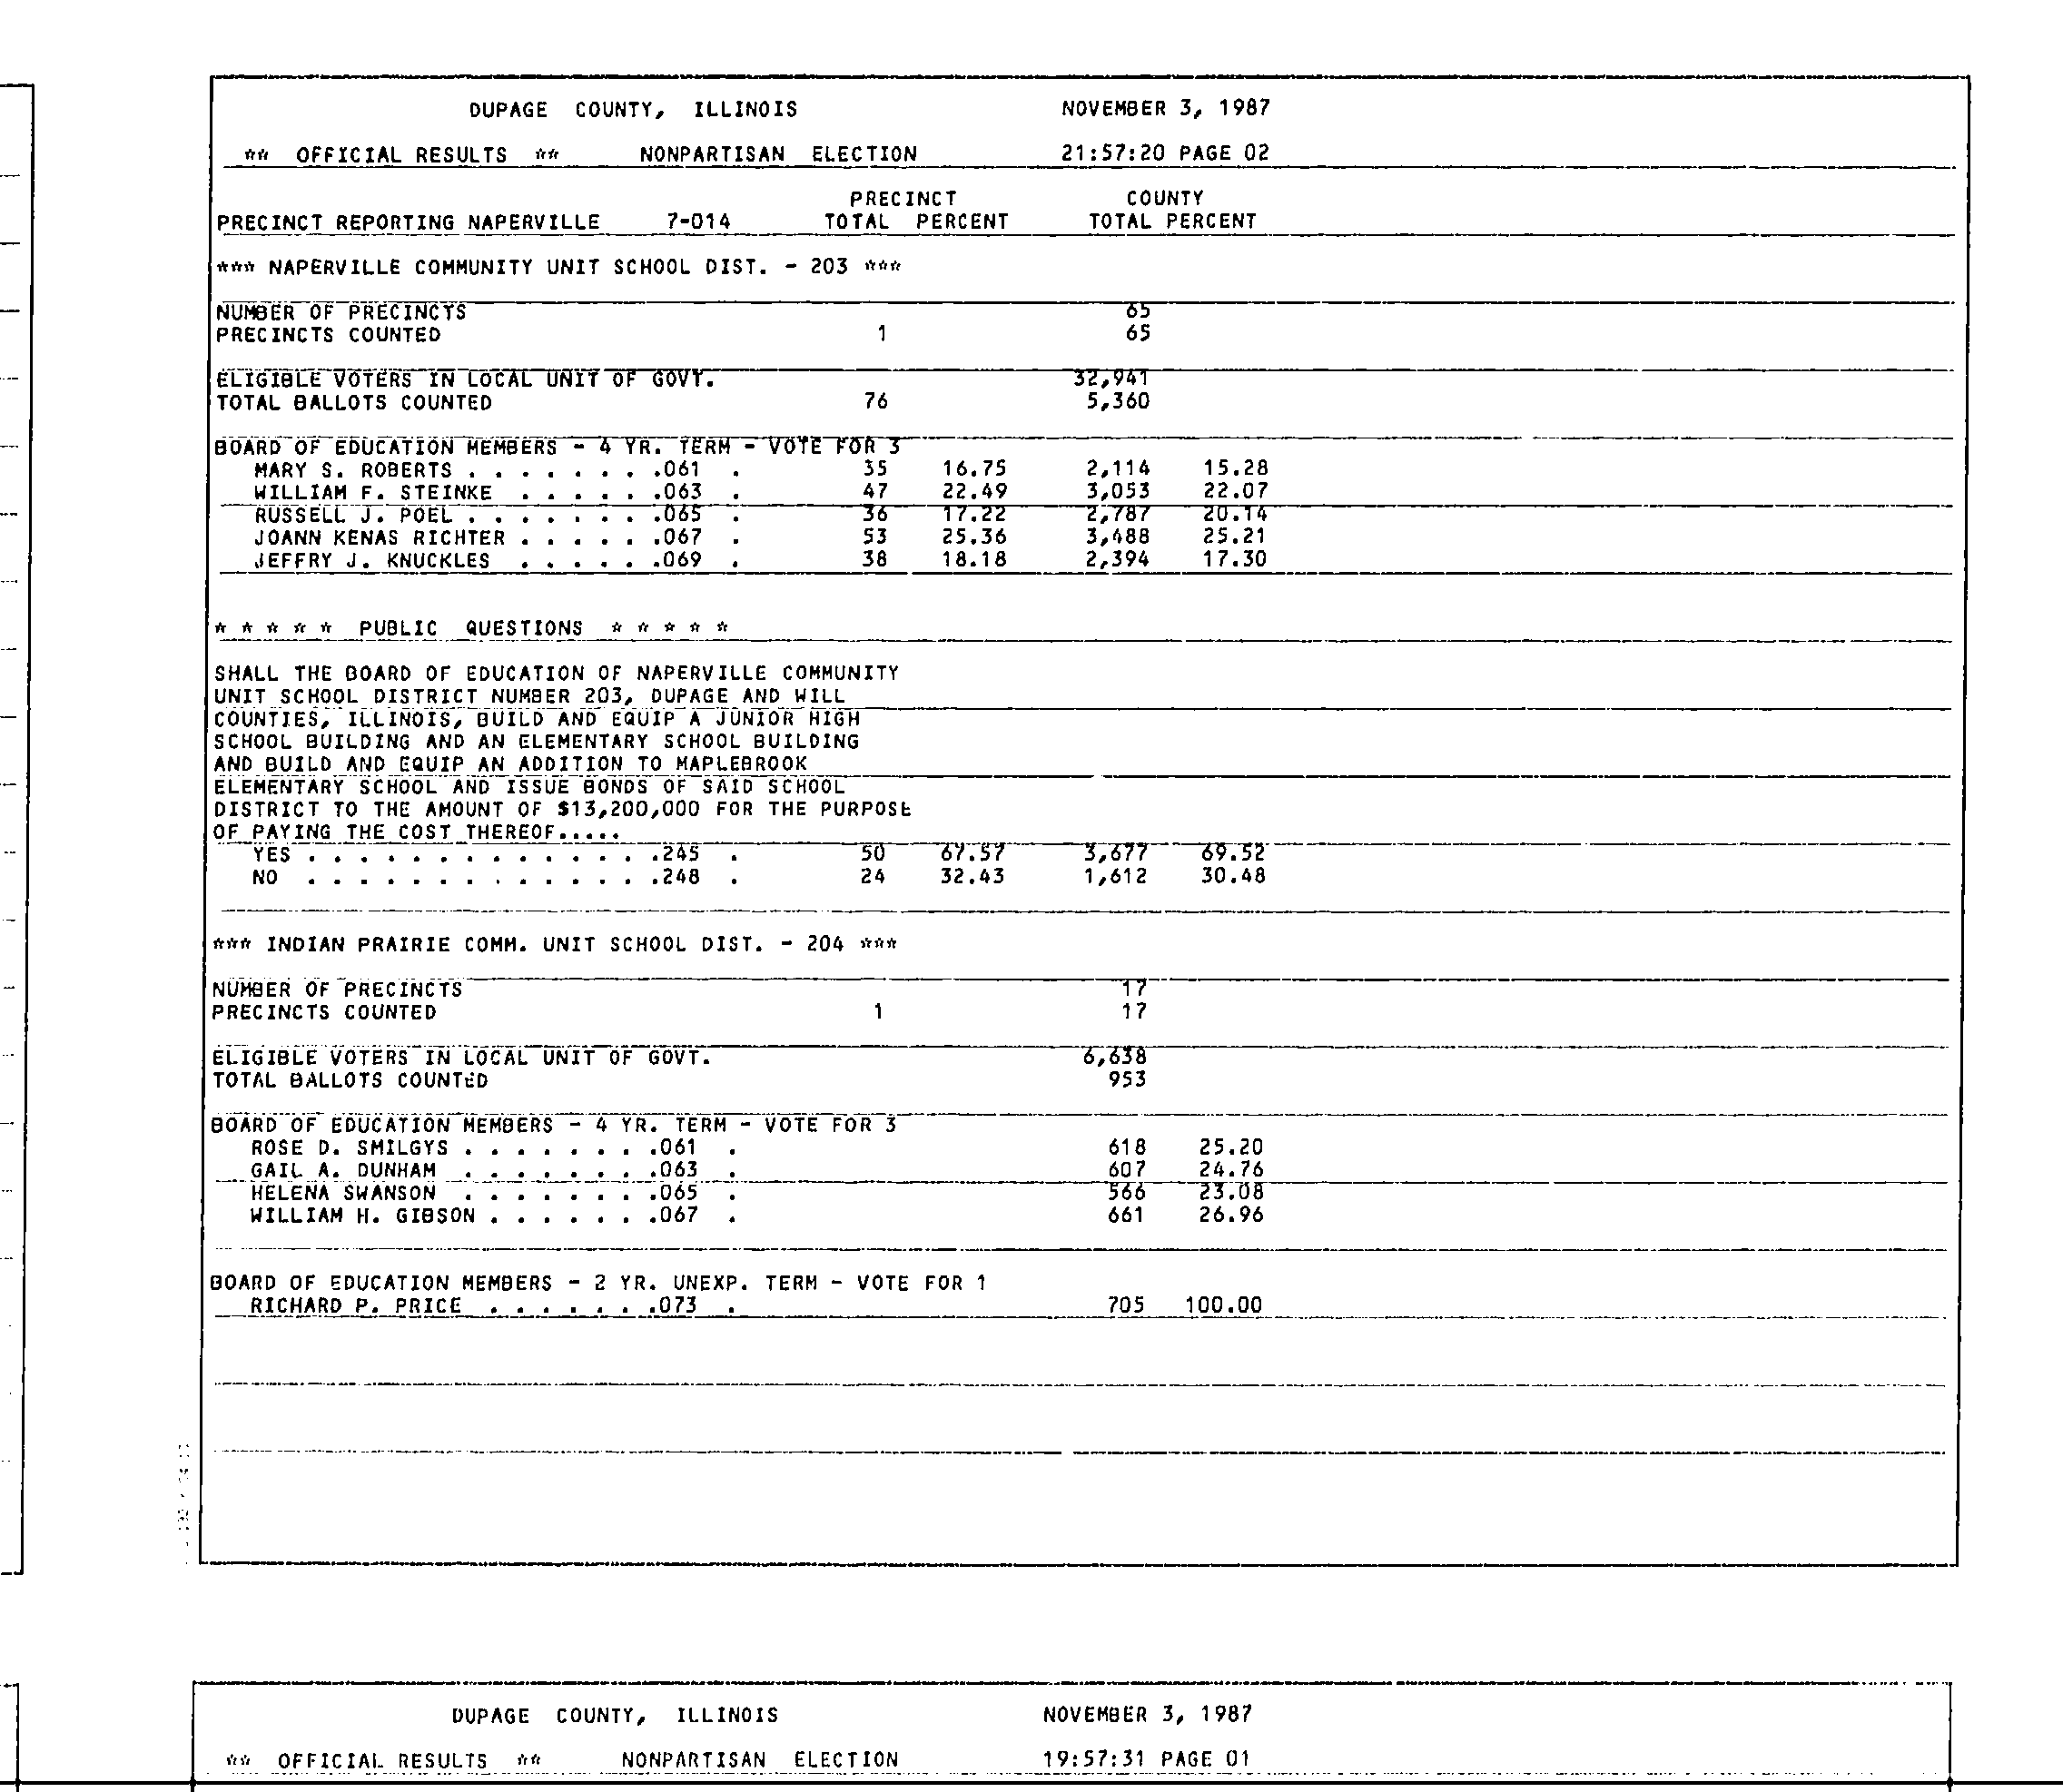 DUPAGE COUNTY, ILLINOIS NOVEMBER 3, 1987
** OFFICIAL RESULTS ** NONPARTISAN ELECTION 21:57:20 PAGE 02
PRECINCT COUNTY
PRECINCT REPORTING NAPERVILLE 7-014 TOTAL PERCENT TOTAL PERCENT
*** NAPERVILLE COMMUNITY UNIT SCHOOL DIST. - 203 ***
NUMBER OF PRECINCTS 65
PRECINCTS COUNTED 1 65
ELIGIBLE VOTERS IN LOCAL UNIT OF GOVT. 32,941
TOTAL BALLOTS COUNTED 76 5,360
BOARD OF EDUCATION MEMBERS - 4 YR. TERM - VOTE FOR 3
MARY S. ROBERTS . . . . . . . .061 . 35 16.75 2,114 15.28
WILLIAM F. STEINKE . . . . . .063 . 47 22.49 3,053 22.07
RUSSELL J. POEL . . . . . . . .065 . 36 17.22 2,787 20.14
JOANN KENAS RICHTER . . . . . .067 . 53 25.36 3,488 25.21
JEFFRY J. KNUCKLES . . . . . .069 . 38 18.18 2,394 17.30
* * * * * PUBLIC QUESTIONS * * * * *
SHALL THE BOARD OF EDUCATION OF NAPERVILLE COMMUNITY
UNIT SCHOOL DISTRICT NUMBER 203, DUPAGE AND WILL
COUNTIES, ILLINOIS, BUILD AND EQUIP A JUNIOR HIGH
SCHOOL BUILDING AND AN ELEMENTARY SCHOOL BUILDING
AND BUILD AND EQUIP AN ADDITION TO MAPLEBROOK
ELEMENTARY SCHOOL AND ISSUE BONDS OF SAID SCHOOL
DISTRICT TO THE AMOUNT OF $13,200,000 FOR THE PURPOSE
OF PAYING THE COST THEREOF.....
YES . . . . . . . . . . . . . .245 . 50 67.57 3,677 69.52
NO . . . . . . . . . . . . . .248 . 24 32.43 1,612 30.48
*** INDIAN PRAIRIE COMM. UNIT SCHOOL DIST. - 204 ***
NUMBER OF PRECINCTS 17
PRECINCTS COUNTED 1 17
ELIGIBLE VOTERS IN LOCAL UNIT OF GOVT. 6,638
TOTAL BALLOTS COUNTED 953
BOARD OF EDUCATION MEMBERS - 4 YR. TERM - VOTE FOR 3
ROSE D. SMILGYS . . . . . . . .061 . 618 25.20
GAIL A. DUNHAM . . . . . . . .063 . 607 24.76
HELENA SWANSON . . . . . . . .065 . 566 23.08
WILLIAM H. GIBSON . . . . . . .067 . 661 26.96
BOARD OF EDUCATION MEMBERS - 2 YR. UNEXP. TERM - VOTE FOR 1
RICHARD P. PRICE . . . . . . .073 . 705 100.00
DUPAGE COUNTY, ILLINOIS NOVEMBER 3, 1987
** OFFICIAL RESULTS ** NONPARTISAN ELECTION 19:57:31 PAGE 01